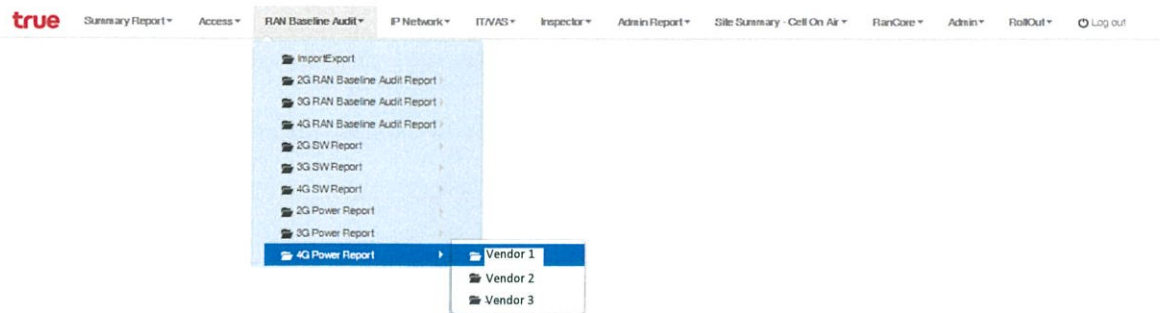 true Summary Report Access RAN Baseline Audit IP Network IT/VAS Inspector Admin Report Site Summary - Cell On Air RanCore Admin RollOut Log out
ImportExport
2G RAN Baseline Audit Report
3G RAN Baseline Audit Report
4G RAN Baseline Audit Report
2G SW Report
3G SW Report
4G SW Report
2G Power Report
3G Power Report
4G Power Report Vendor 1
Vendor 2
Vendor 3